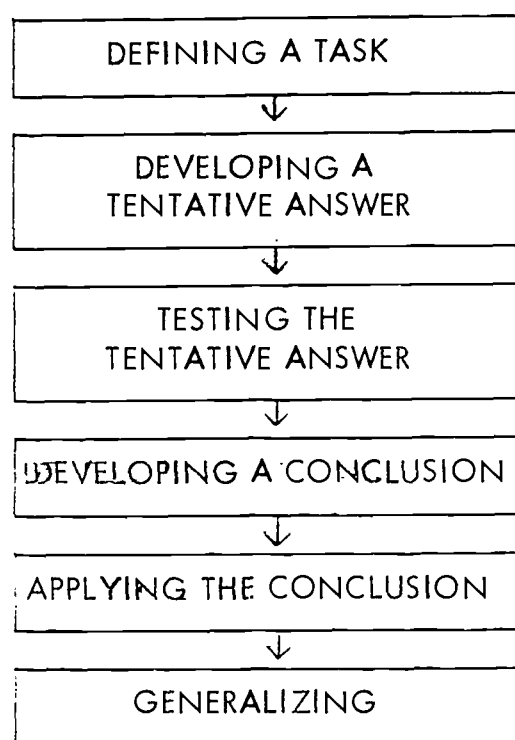 DEFINING A TASK
DEVELOPING A
TENTATIVE ANSWER
TESTING THE
TENTATIVE ANSWER
DEVELOPING A CONCLUSION
APPLYING THE CONCLUSION
GENERALIZING